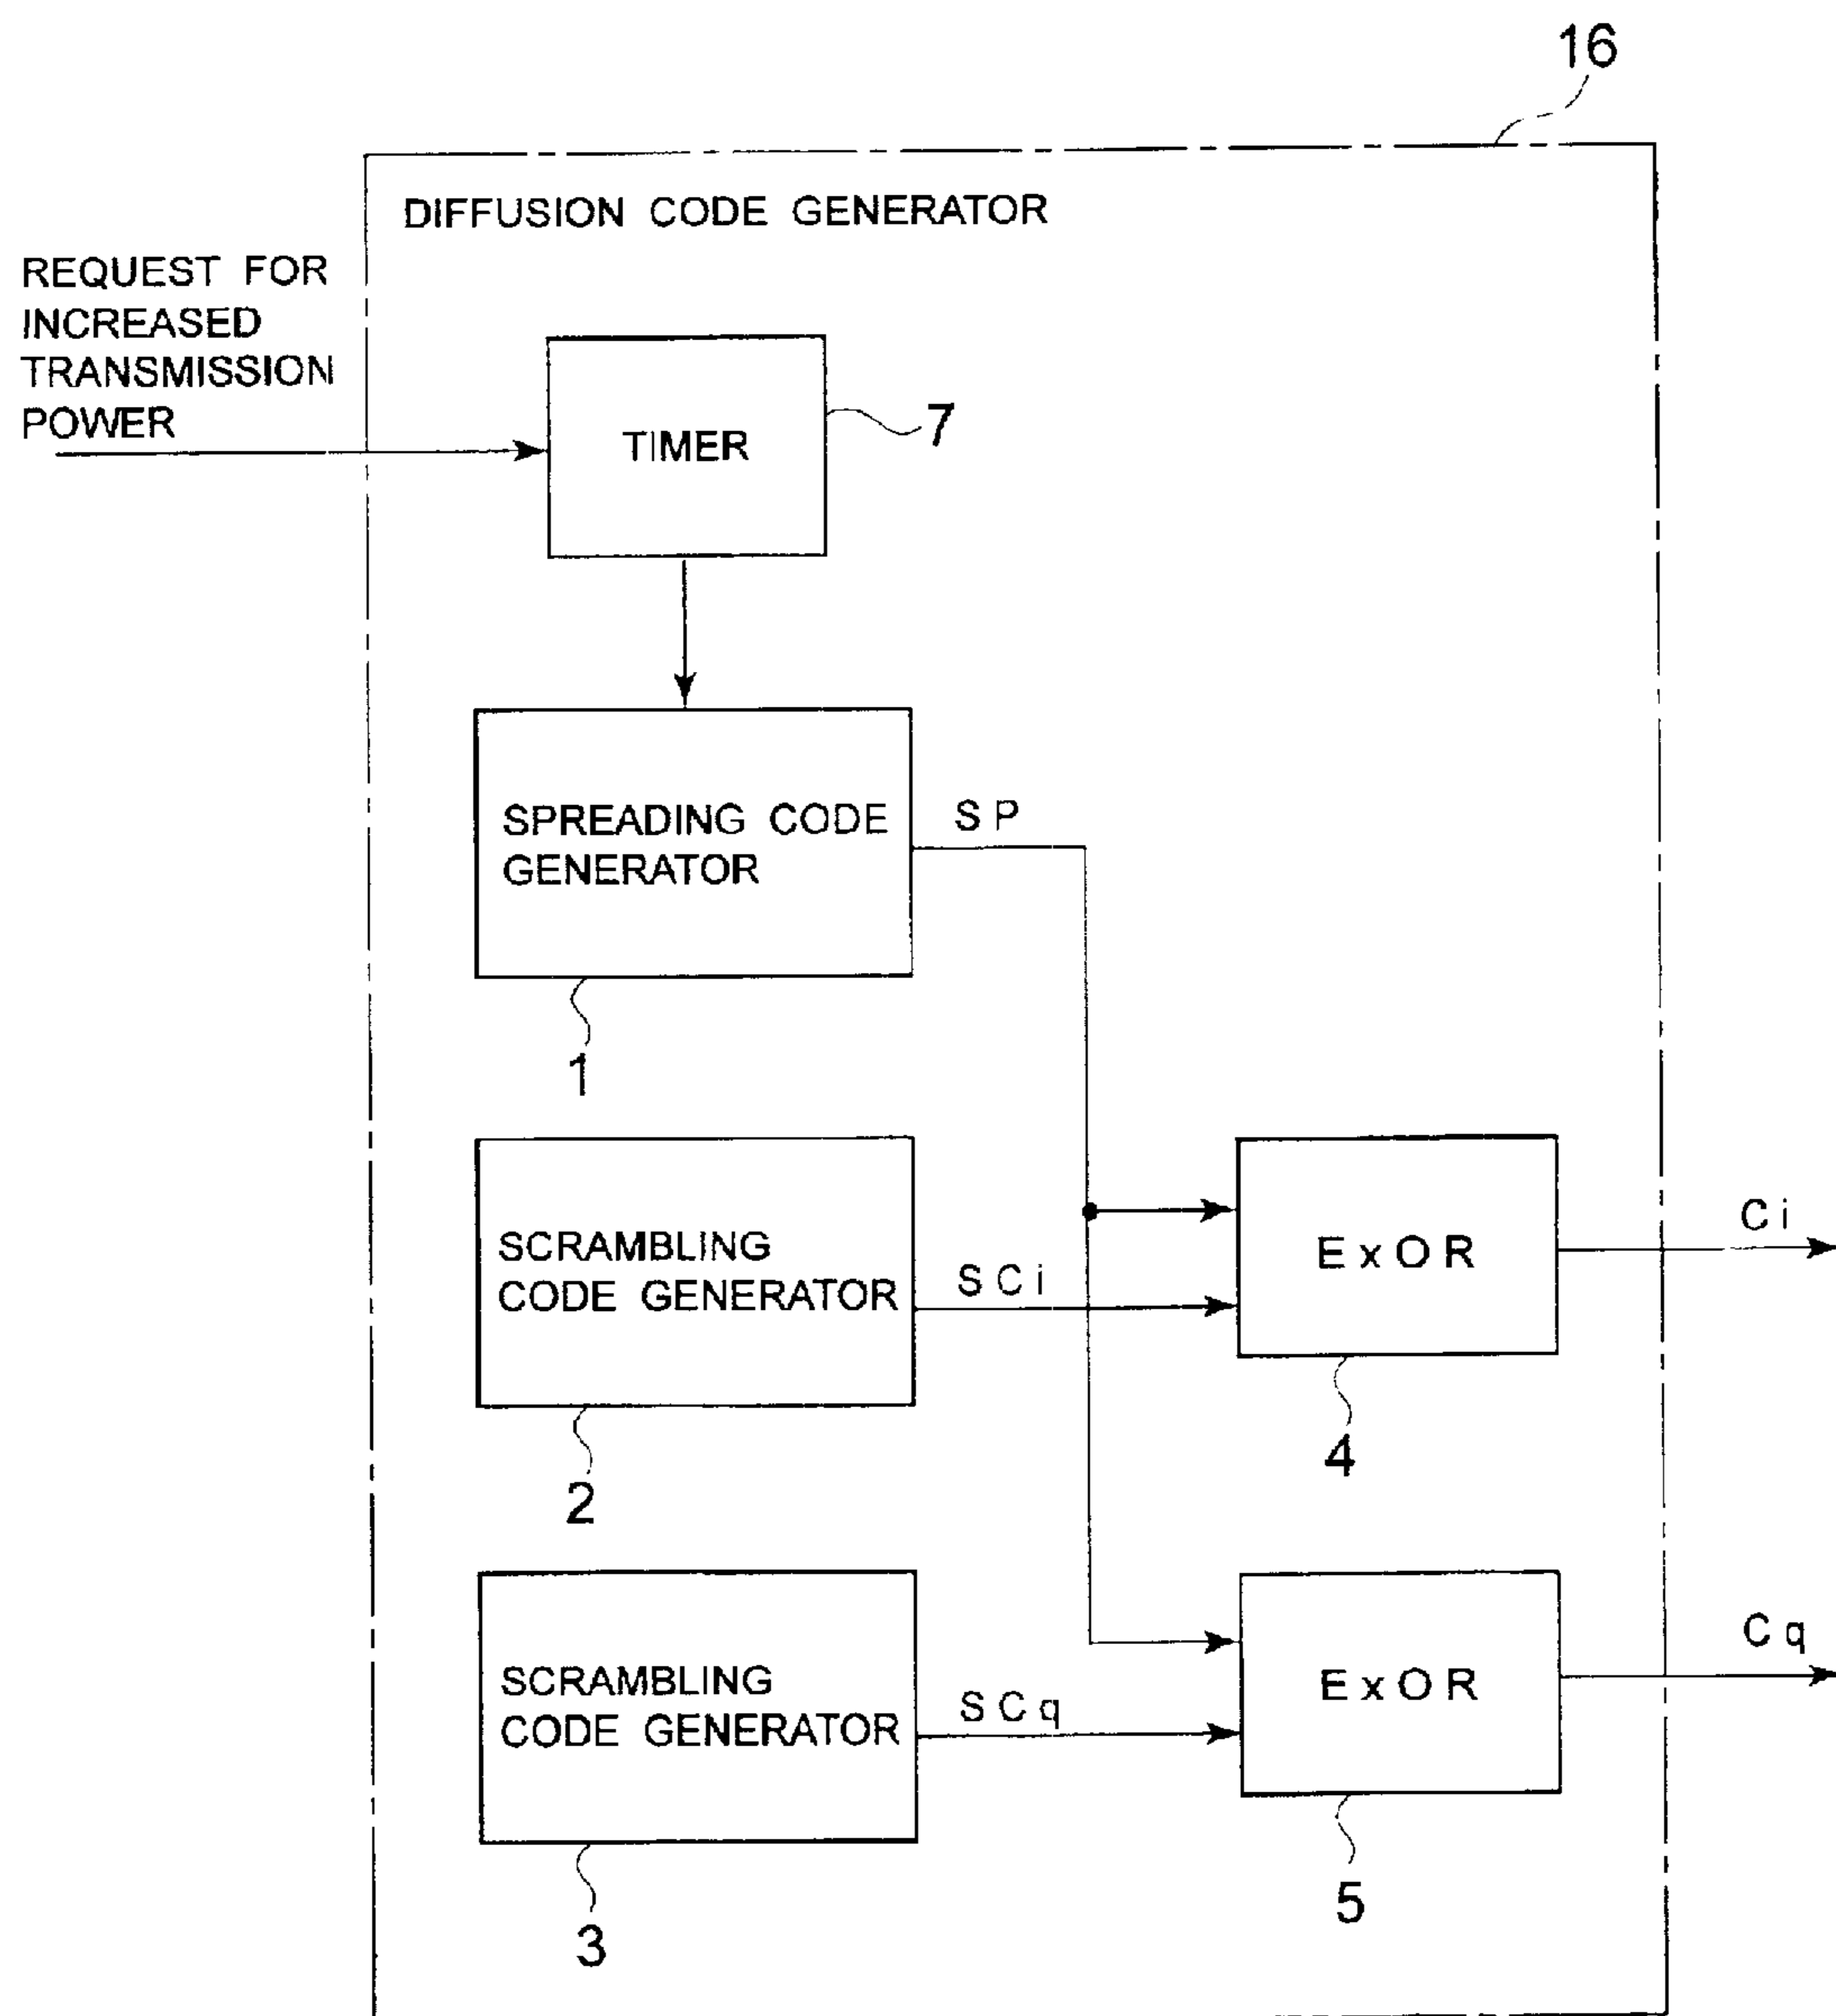 16
DIFFUSION CODE GENERATOR
REQUEST FOR
INCREASED
TRANSMISSION
POWER
TIMER
7
SPREADING CODE
GENERATOR
SP
1
SCRAMBLING
CODE GENERATOR
SCi
ExOR
Ci
2
4
SCRAMBLING
CODE GENERATOR
SCq
ExOR
Cq
3
5